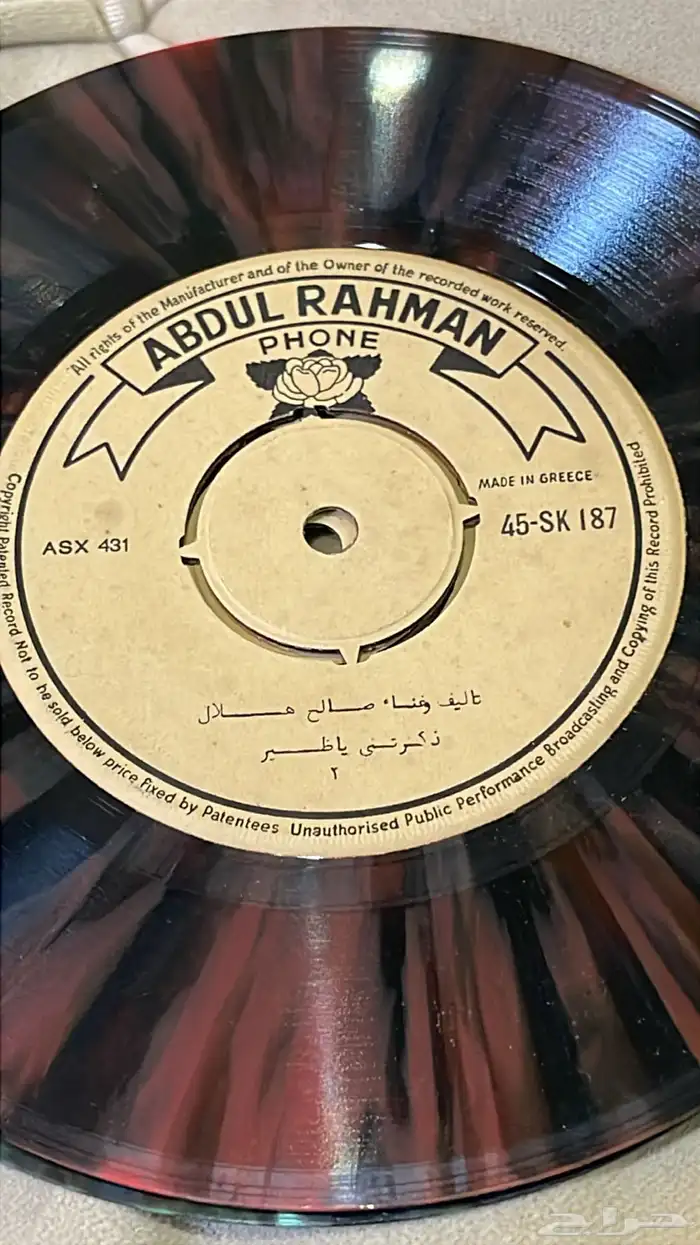 All rights of the Manufacturer and of the Owner of the recorded work reserved.
ABDUL RAHMAN
PHONE
MADE IN GREECE
ASX 431
45-SK 187
تاليف وغناء صالح هلال
ذكرتني ياظير
٢
Copyright Patented Record Not to be sold below price fixed by Patentees Unauthorised Public Performance Broadcasting and Copying of this Record Prohibited
حراج